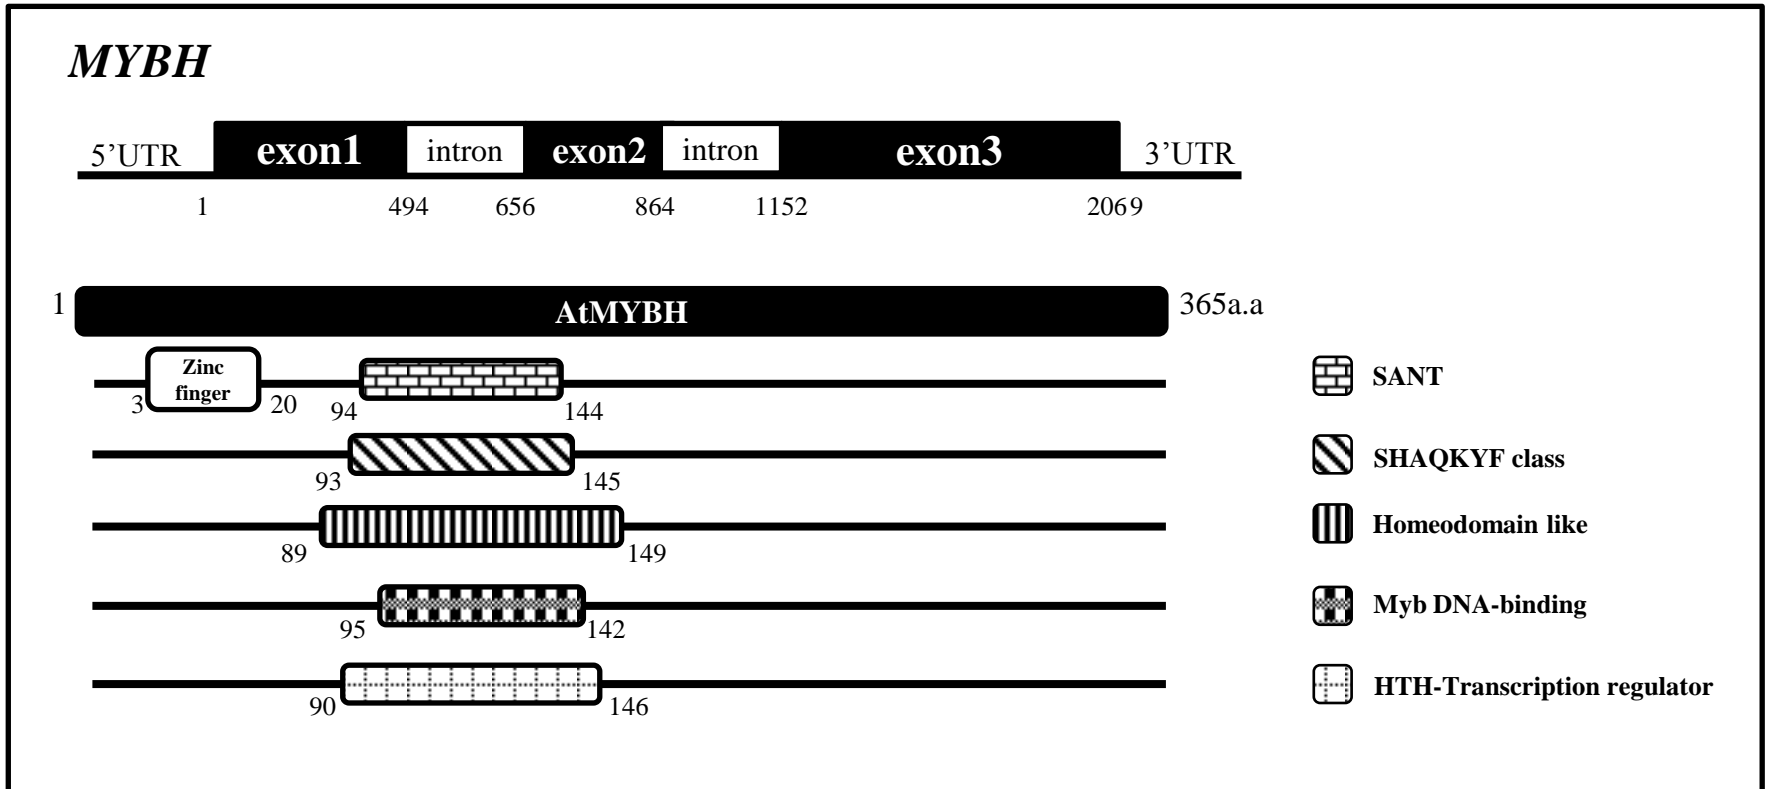 MYBH
5’UTR exon1 intron exon2 intron exon3 3’UTR
1 494 656 864 1152 2069
1 AtMYBH 365a.a
Zinc
finger
3 20 94 144
SANT
93 145
SHAQKYF class
89 149
Homeodomain like
95 142
Myb DNA-binding
90 146
HTH-Transcription regulator